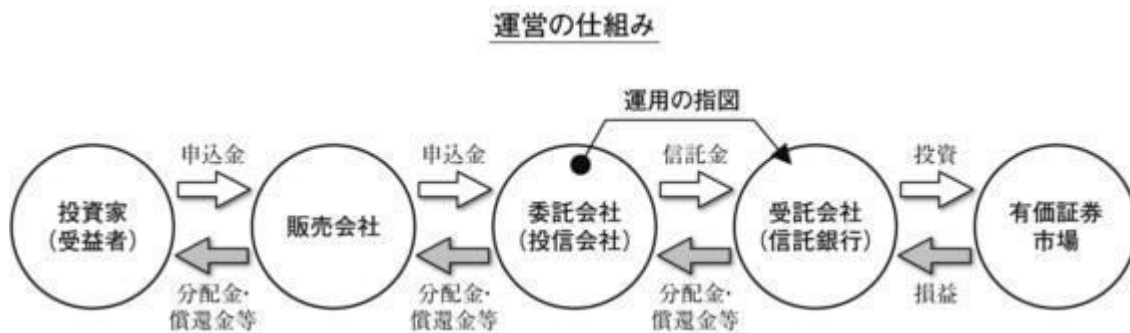 運営の仕組み
運用の指図
申込金
申込金
信託金
投資
投資家
(受益者)
販売会社
委託会社
(投信会社)
受託会社
(信託銀行)
有価証券
市場
分配金・
償還金等
分配金・
償還金等
分配金・
償還金等
損益